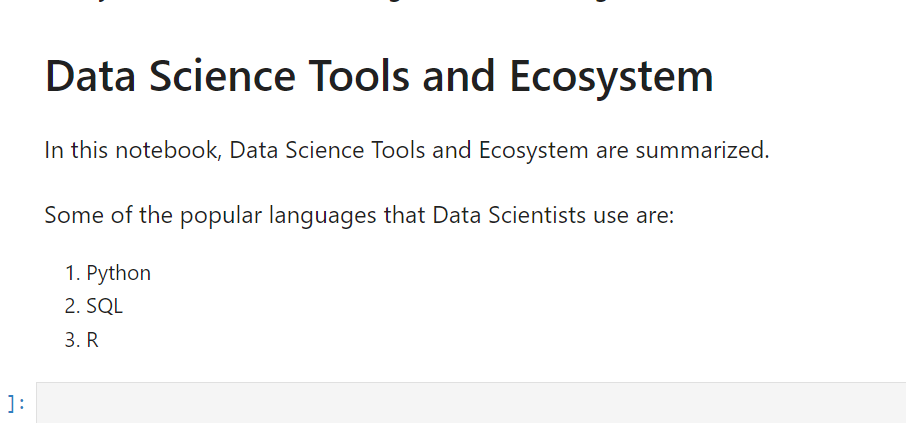 Data Science Tools and Ecosystem
In this notebook, Data Science Tools and Ecosystem are summarized.
Some of the popular languages that Data Scientists use are:
1. Python
2. SQL
3. R
]: